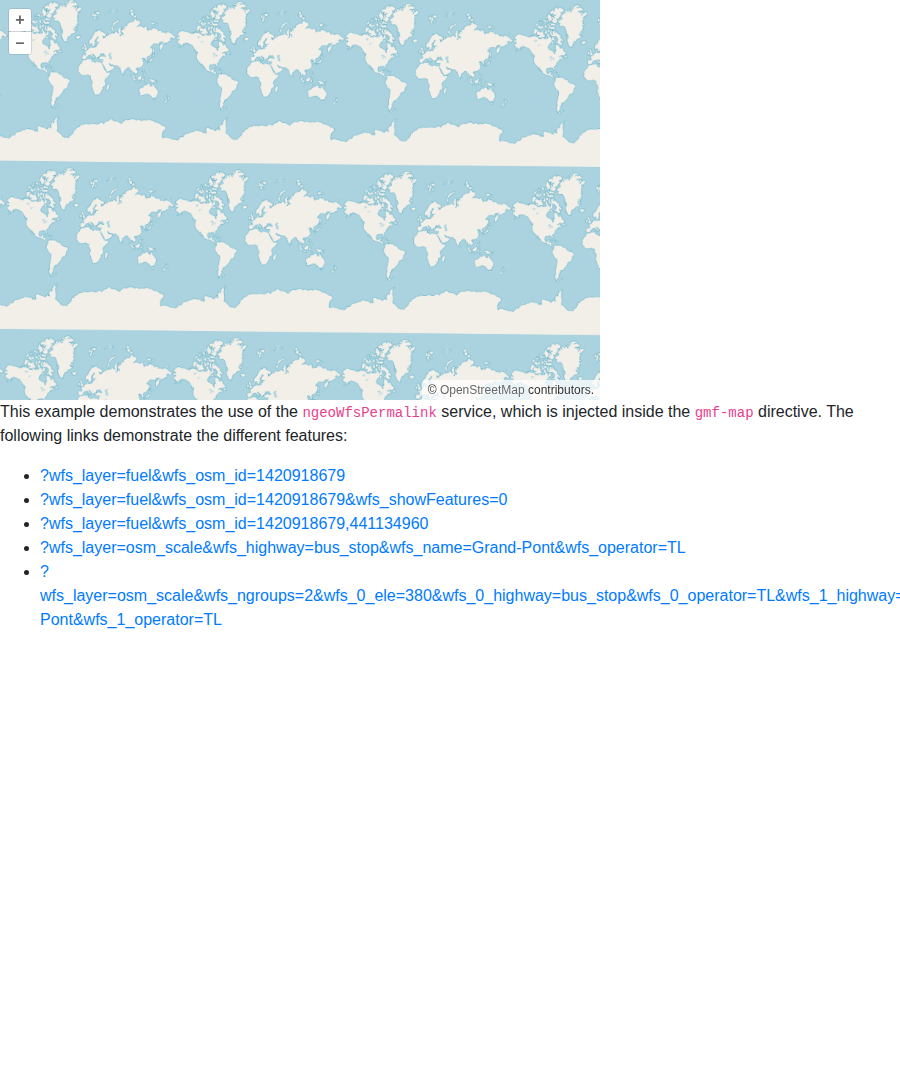 +
−
© OpenStreetMap contributors.
This example demonstrates the use of the ngeoWfsPermalink service, which is injected inside the gmf-map directive. The
following links demonstrate the different features:
?wfs_layer=fuel&wfs_osm_id=1420918679
?wfs_layer=fuel&wfs_osm_id=1420918679&wfs_showFeatures=0
?wfs_layer=fuel&wfs_osm_id=1420918679,441134960
?wfs_layer=osm_scale&wfs_highway=bus_stop&wfs_name=Grand-Pont&wfs_operator=TL
?
wfs_layer=osm_scale&wfs_ngroups=2&wfs_0_ele=380&wfs_0_highway=bus_stop&wfs_0_operator=TL&wfs_1_highway=
Pont&wfs_1_operator=TL